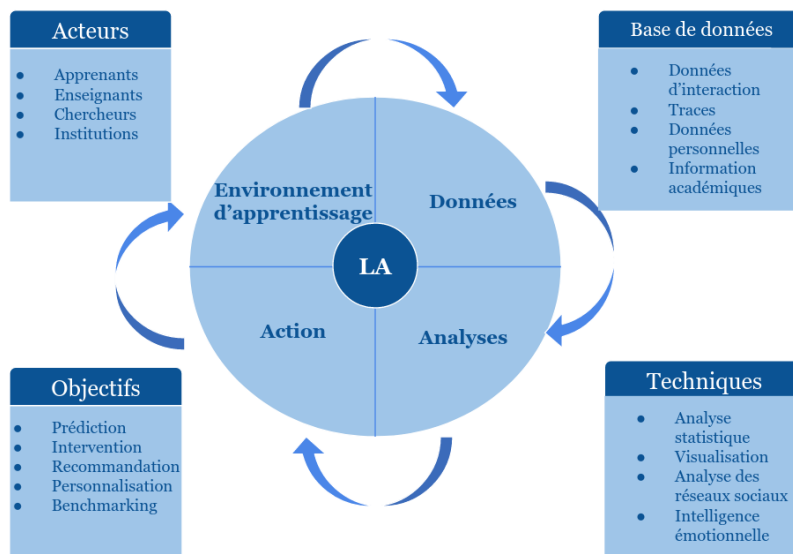 Acteurs
Apprenants
Enseignants
Chercheurs
Institutions
Base de données
Données
d'interaction
Traces
Données
personnelles
Information
académiques
Environnement
d'apprentissage
Données
LA
Action
Analyses
Objectifs
Prédiction
Intervention
Recommandation
Personnalisation
Benchmarking
Techniques
Analyse
statistique
Visualisation
Analyse des
réseaux sociaux
Intelligence
émotionnelle